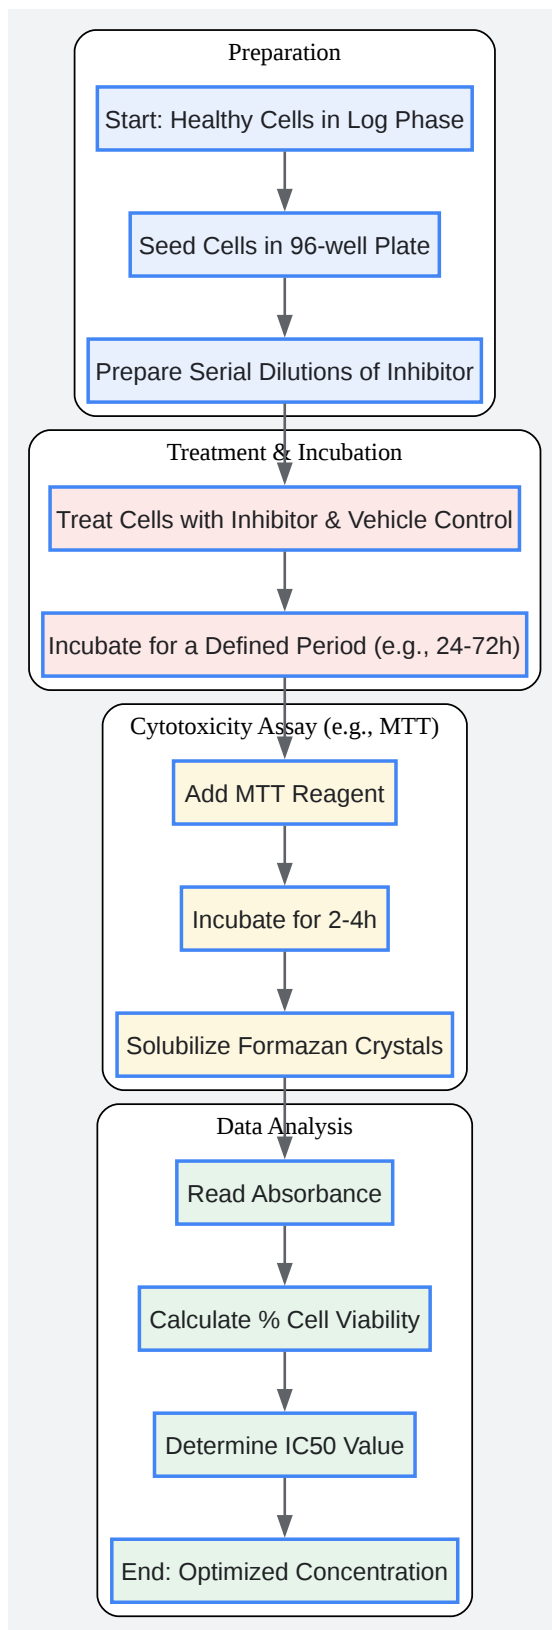 Preparation
Start: Healthy Cells in Log Phase
Seed Cells in 96-well Plate
Prepare Serial Dilutions of Inhibitor
Treatment & Incubation
Treat Cells with Inhibitor & Vehicle Control
Incubate for a Defined Period (e.g., 24-72h)
Cytotoxicity Assay (e.g., MTT)
Add MTT Reagent
Incubate for 2-4h
Solubilize Formazan Crystals
Data Analysis
Read Absorbance
Calculate % Cell Viability
Determine IC50 Value
End: Optimized Concentration